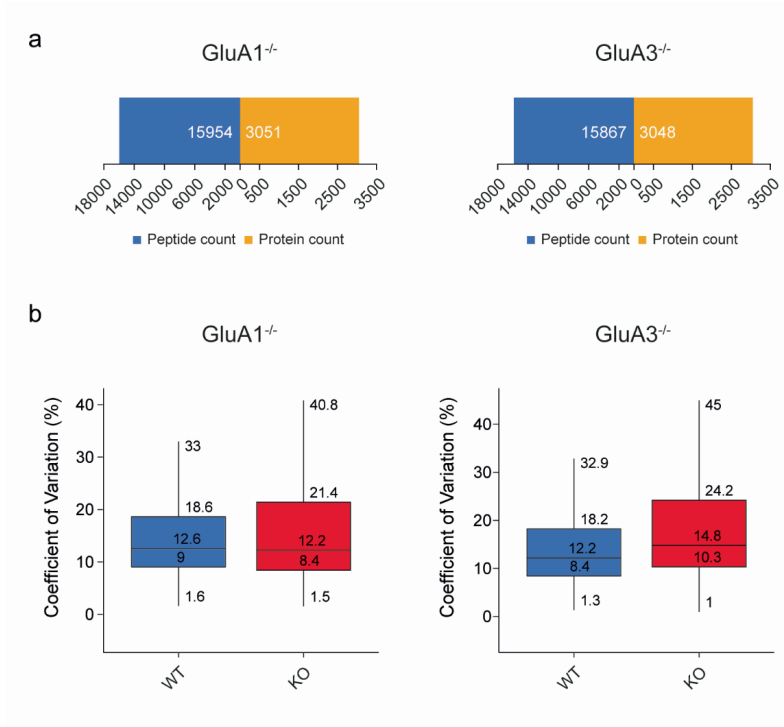 a
GluA1-/-
GluA3-/-
15954 3051
15867 3048
18000 14000 10000 6000 2000 0 500 1500 2500 3500
18000 14000 10000 6000 2000 0 500 1500 2500 3500
Peptide count Protein count
Peptide count Protein count
b
GluA1-/-
GluA3-/-
Coefficient of Variation (%)
40
30
20
10
0
33
18.6
12.6
9
1.6
40.8
21.4
12.2
8.4
1.5
WT
KO
Coefficient of Variation (%)
40
30
20
10
0
32.9
18.2
12.2
8.4
1.3
45
24.2
14.8
10.3
1
WT
KO